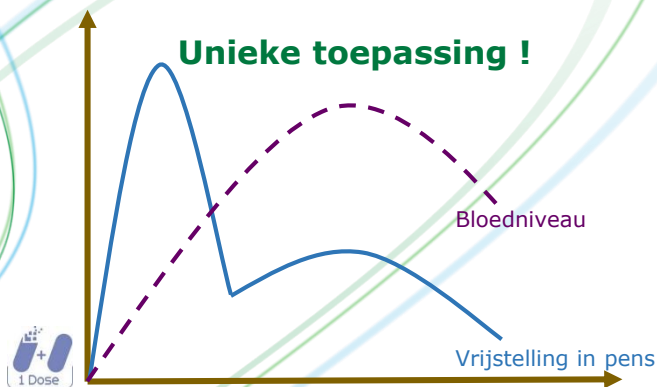 Unieke toepassing !
Bloedniveau
Vrijstelling in pens
1 Dose